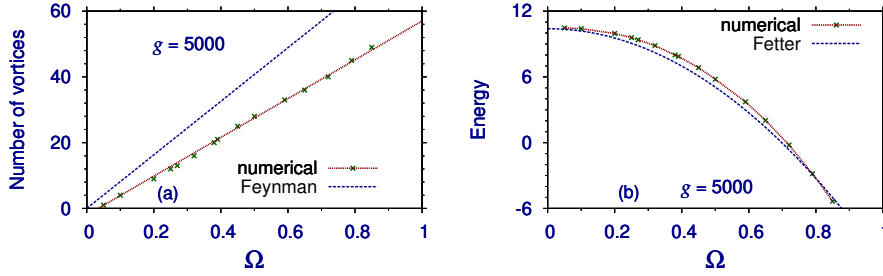 60
40
20
0
Number of vortices
g = 5000
numerical
Feynman
(a)
0 0.2 0.4 0.6 0.8 1
Ω
12
6
0
-6
Energy
numerical
Fetter
(b)
g = 5000
0 0.2 0.4 0.6 0.8 1
Ω